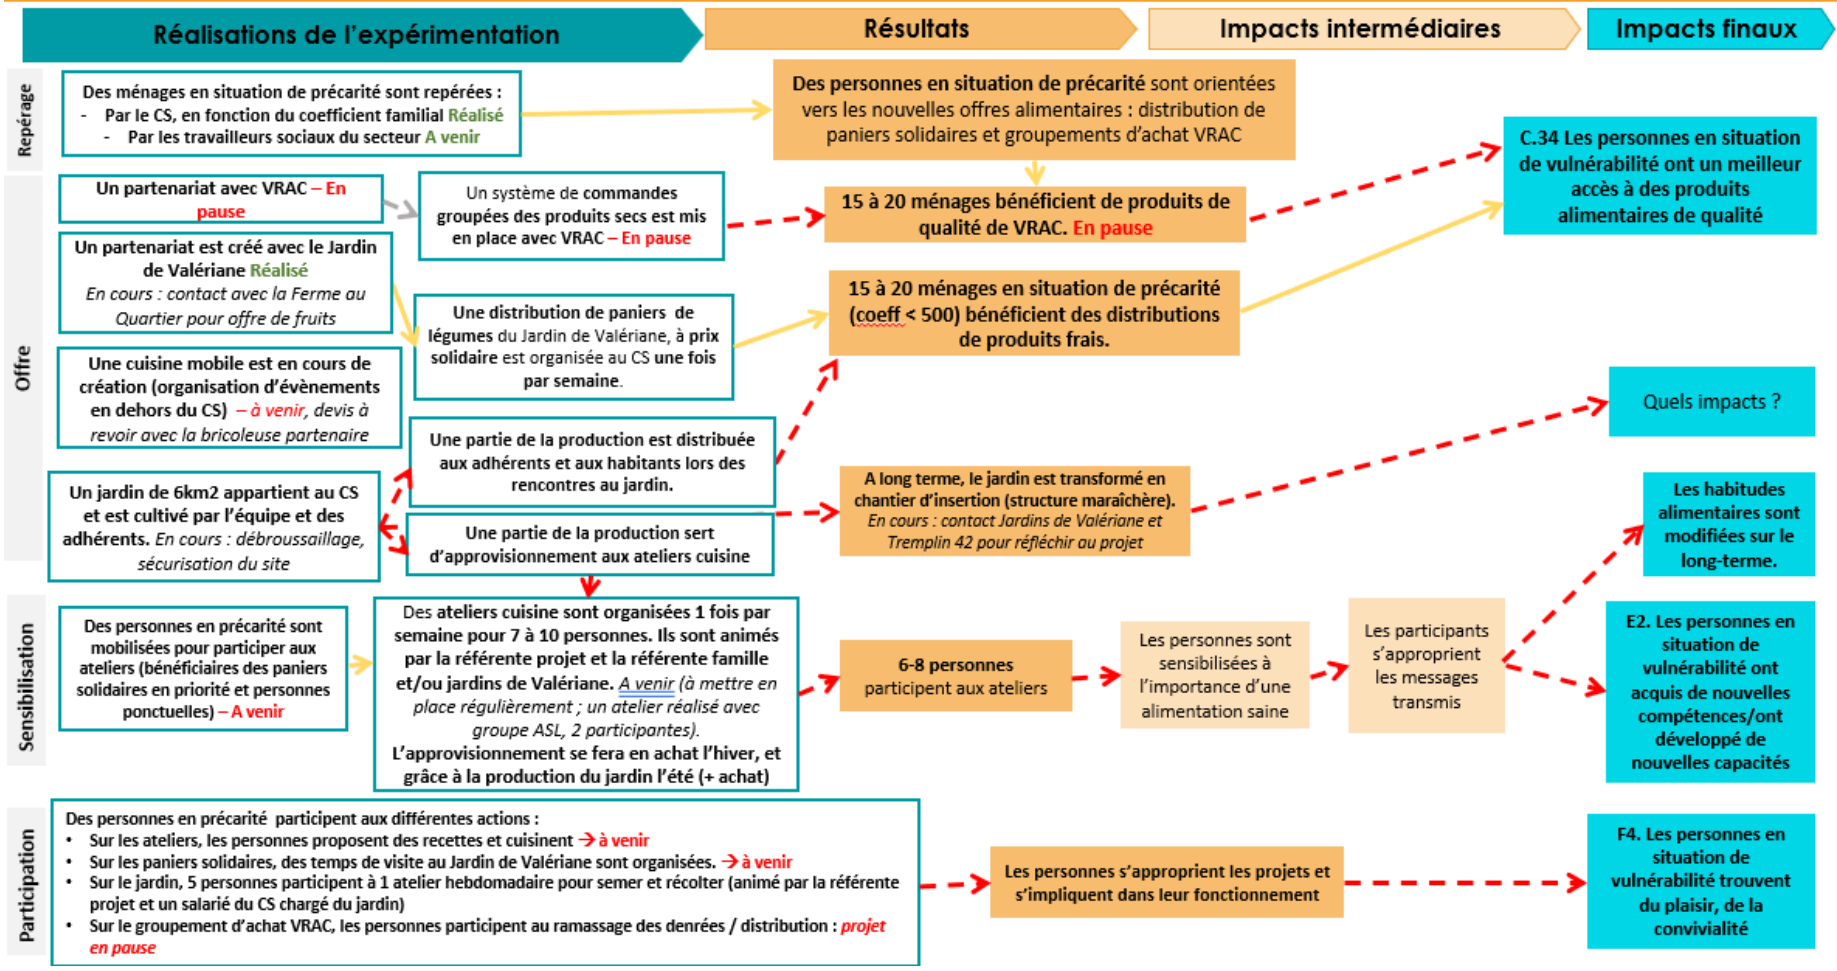 Réalisations de l'expérimentation
Résultats
Impacts intermédiaires
Impacts finaux
Repérage
Des ménages en situation de précarité sont repérées :
- Par le CS, en fonction du coefficient familial Réalisé
- Par les travailleurs sociaux du secteur A venir
Des personnes en situation de précarité sont orientées
vers les nouvelles offres alimentaires : distribution de
paniers solidaires et groupements d'achat VRAC
C.34 Les personnes en situation
de vulnérabilité ont un meilleur
accès à des produits
alimentaires de qualité
Offre
Un partenariat avec VRAC – En
pause
Un système de commandes
groupées des produits secs est mis
en place avec VRAC – En pause
15 à 20 ménages bénéficient de produits de
qualité de VRAC. En pause
Un partenariat est créé avec le Jardin
de Valériane Réalisé
En cours : contact avec la Ferme au
Quartier pour offre de fruits
Une distribution de paniers de
légumes du Jardin de Valériane, à prix
solidaire est organisée au CS une fois
par semaine.
15 à 20 ménages en situation de précarité
(coeff < 500) bénéficient des distributions
de produits frais.
Une cuisine mobile est en cours de
création (organisation d'évènements
en dehors du CS) – à venir, devis à
revoir avec la bricoleuse partenaire
Une partie de la production est distribuée
aux adhérents et aux habitants lors des
rencontres au jardin.
Quels impacts ?
Un jardin de 6km2 appartient au CS
et est cultivé par l'équipe et des
adhérents. En cours : débroussaillage,
sécurisation du site
Une partie de la production sert
d'approvisionnement aux ateliers cuisine
A long terme, le jardin est transformé en
chantier d'insertion (structure maraîchère).
En cours : contact Jardins de Valériane et
Tremplin 42 pour réfléchir au projet
Les habitudes
alimentaires sont
modifiées sur le
long-terme.
Sensibilisation
Des personnes en précarité sont
mobilisées pour participer aux
ateliers (bénéficiaires des paniers
solidaires en priorité et personnes
ponctuelles) – A venir
Des ateliers cuisine sont organisées 1 fois par
semaine pour 7 à 10 personnes. Ils sont animés
par la référente projet et la référente famille
et/ou jardins de Valériane. A venir (à mettre en
place régulièrement ; un atelier réalisé avec
groupe ASL, 2 participantes).
L'approvisionnement se fera en achat l'hiver, et
grâce à la production du jardin l'été (+ achat)
6-8 personnes
participent aux ateliers
Les personnes sont
sensibilisées à
l'importance d'une
alimentation saine
Les participants
s'approprient
les messages
transmis
E2. Les personnes en
situation de
vulnérabilité ont
acquis de nouvelles
compétences/ont
développé de
nouvelles capacités
Participation
Des personnes en précarité participent aux différentes actions :
• Sur les ateliers, les personnes proposent des recettes et cuisinent → à venir
• Sur les paniers solidaires, des temps de visite au Jardin de Valériane sont organisées. → à venir
• Sur le jardin, 5 personnes participent à 1 atelier hebdomadaire pour semer et récolter (animé par la référente
projet et un salarié du CS chargé du jardin)
• Sur le groupement d'achat VRAC, les personnes participent au ramassage des denrées / distribution : projet
en pause
Les personnes s'approprient les projets et
s'impliquent dans leur fonctionnement
F4. Les personnes en
situation de
vulnérabilité trouvent
du plaisir, de la
convivialité